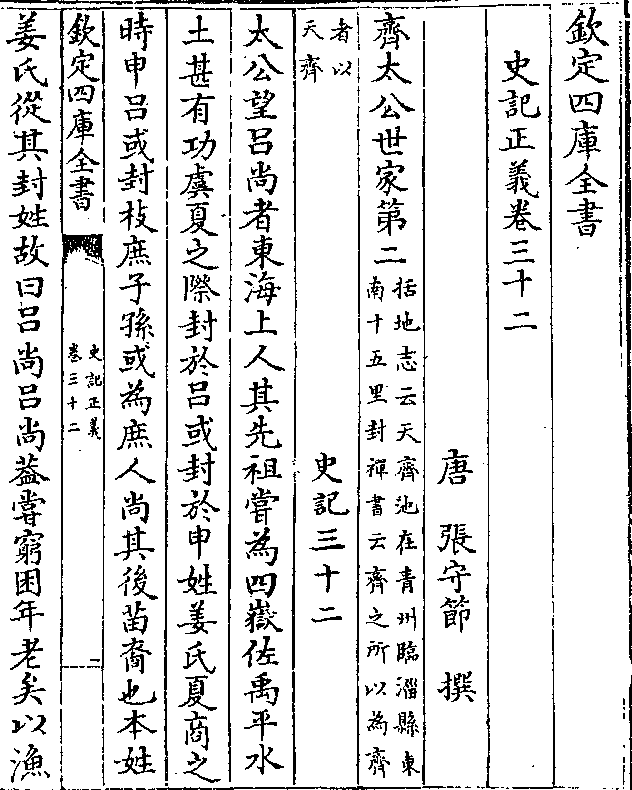 欽定四庫全書
史記正義卷三十二
唐 張守節 撰
齊太公世家第二
括地志云天齊池在青州臨淄縣東
南十五里封禪書云齊之所以為齊
者以
天齊
史記三十二
太公望吕尚者東海上人其先祖嘗為四嶽佐禹平水
土甚有功虞夏之際封於吕或封於申姓姜氏夏商之
時申吕或封枝庶子孫或為庶人尚其後苗裔也本姓
欽定四庫全書
史記正義
卷三十二
一
姜氏從其封姓故曰吕尚吕尚葢嘗窮困年老矣以漁